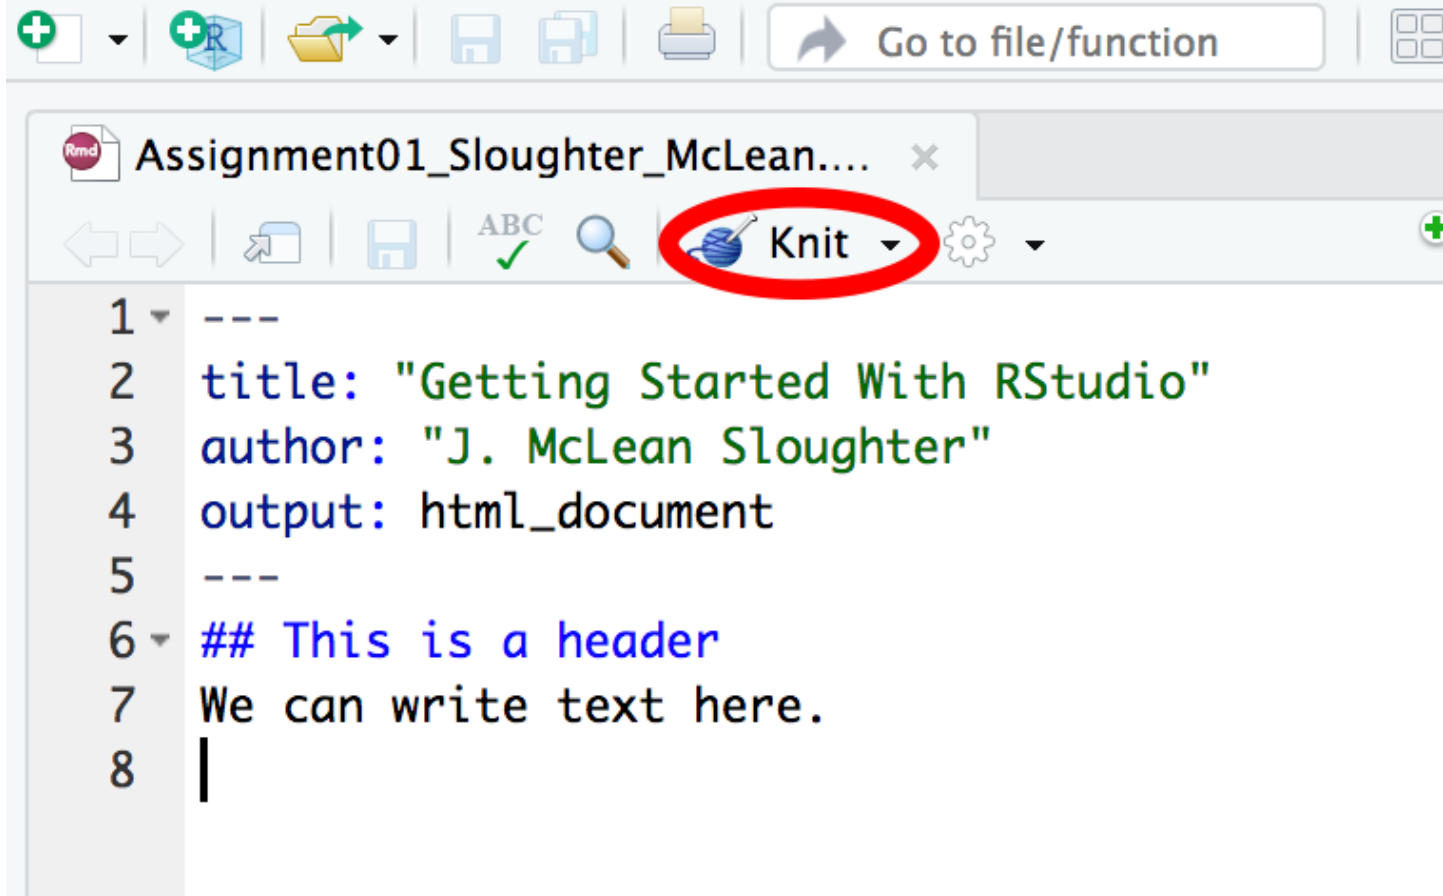 R
Go to file/function
Rmd
Assignment01_Sloughter_McLean....
ABC
Knit
1 ---
2 title: "Getting Started With RStudio"
3 author: "J. McLean Sloughter"
4 output: html_document
5 ---
6 ## This is a header
7 We can write text here.
8